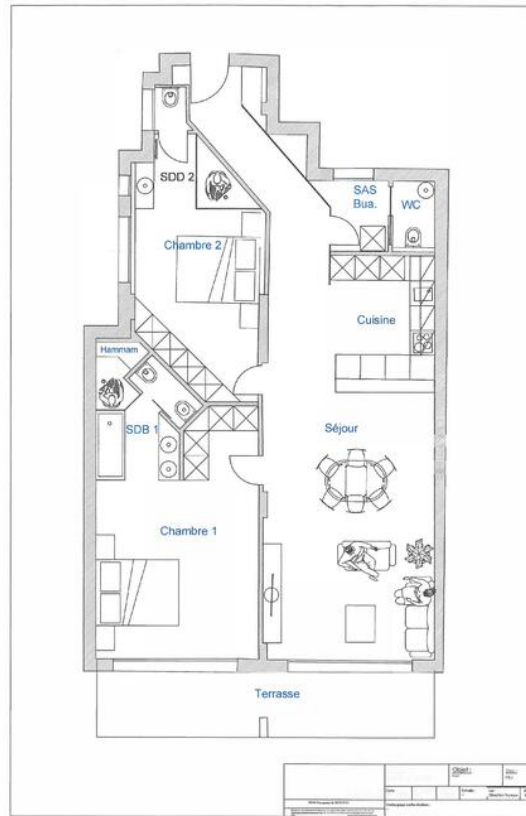 SDD 2
SAS
Bua.
WC
Chambre 2
Cuisine
Hammam
SDB 1
Séjour
Chambre 1
Terrasse
Objet :